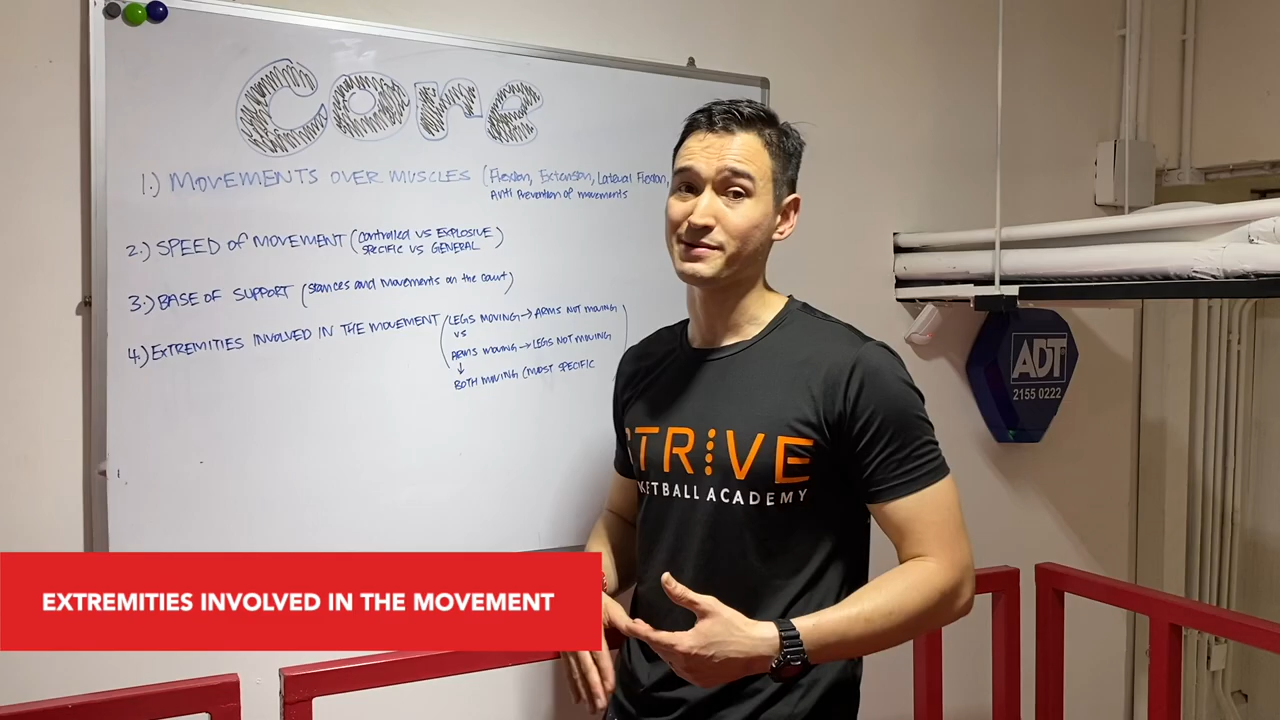 core
1.) MOVEMENTS OVER MUSCLES (Flexion, Extension, Lateral Flexion,
Anti Prevention of movements
2.) SPEED OF MOVEMENT (Controlled VS EXPLOSIVE
SPECIFIC VS GENERAL)
3.) BASE OF SUPPORT (stances and movements on the court)
4.) EXTREMITIES INVOLVED IN THE MOVEMENT (LEGS MOVING → ARMS NOT MOVING)
VS
ARMS MOVING → LEGS NOT MOVING
↓
BOTH MOVING (MOST SPECIFIC
TRIVE
KETBALL ACADEMY
ADT
2155 0222
EXTREMITIES INVOLVED IN THE MOVEMENT